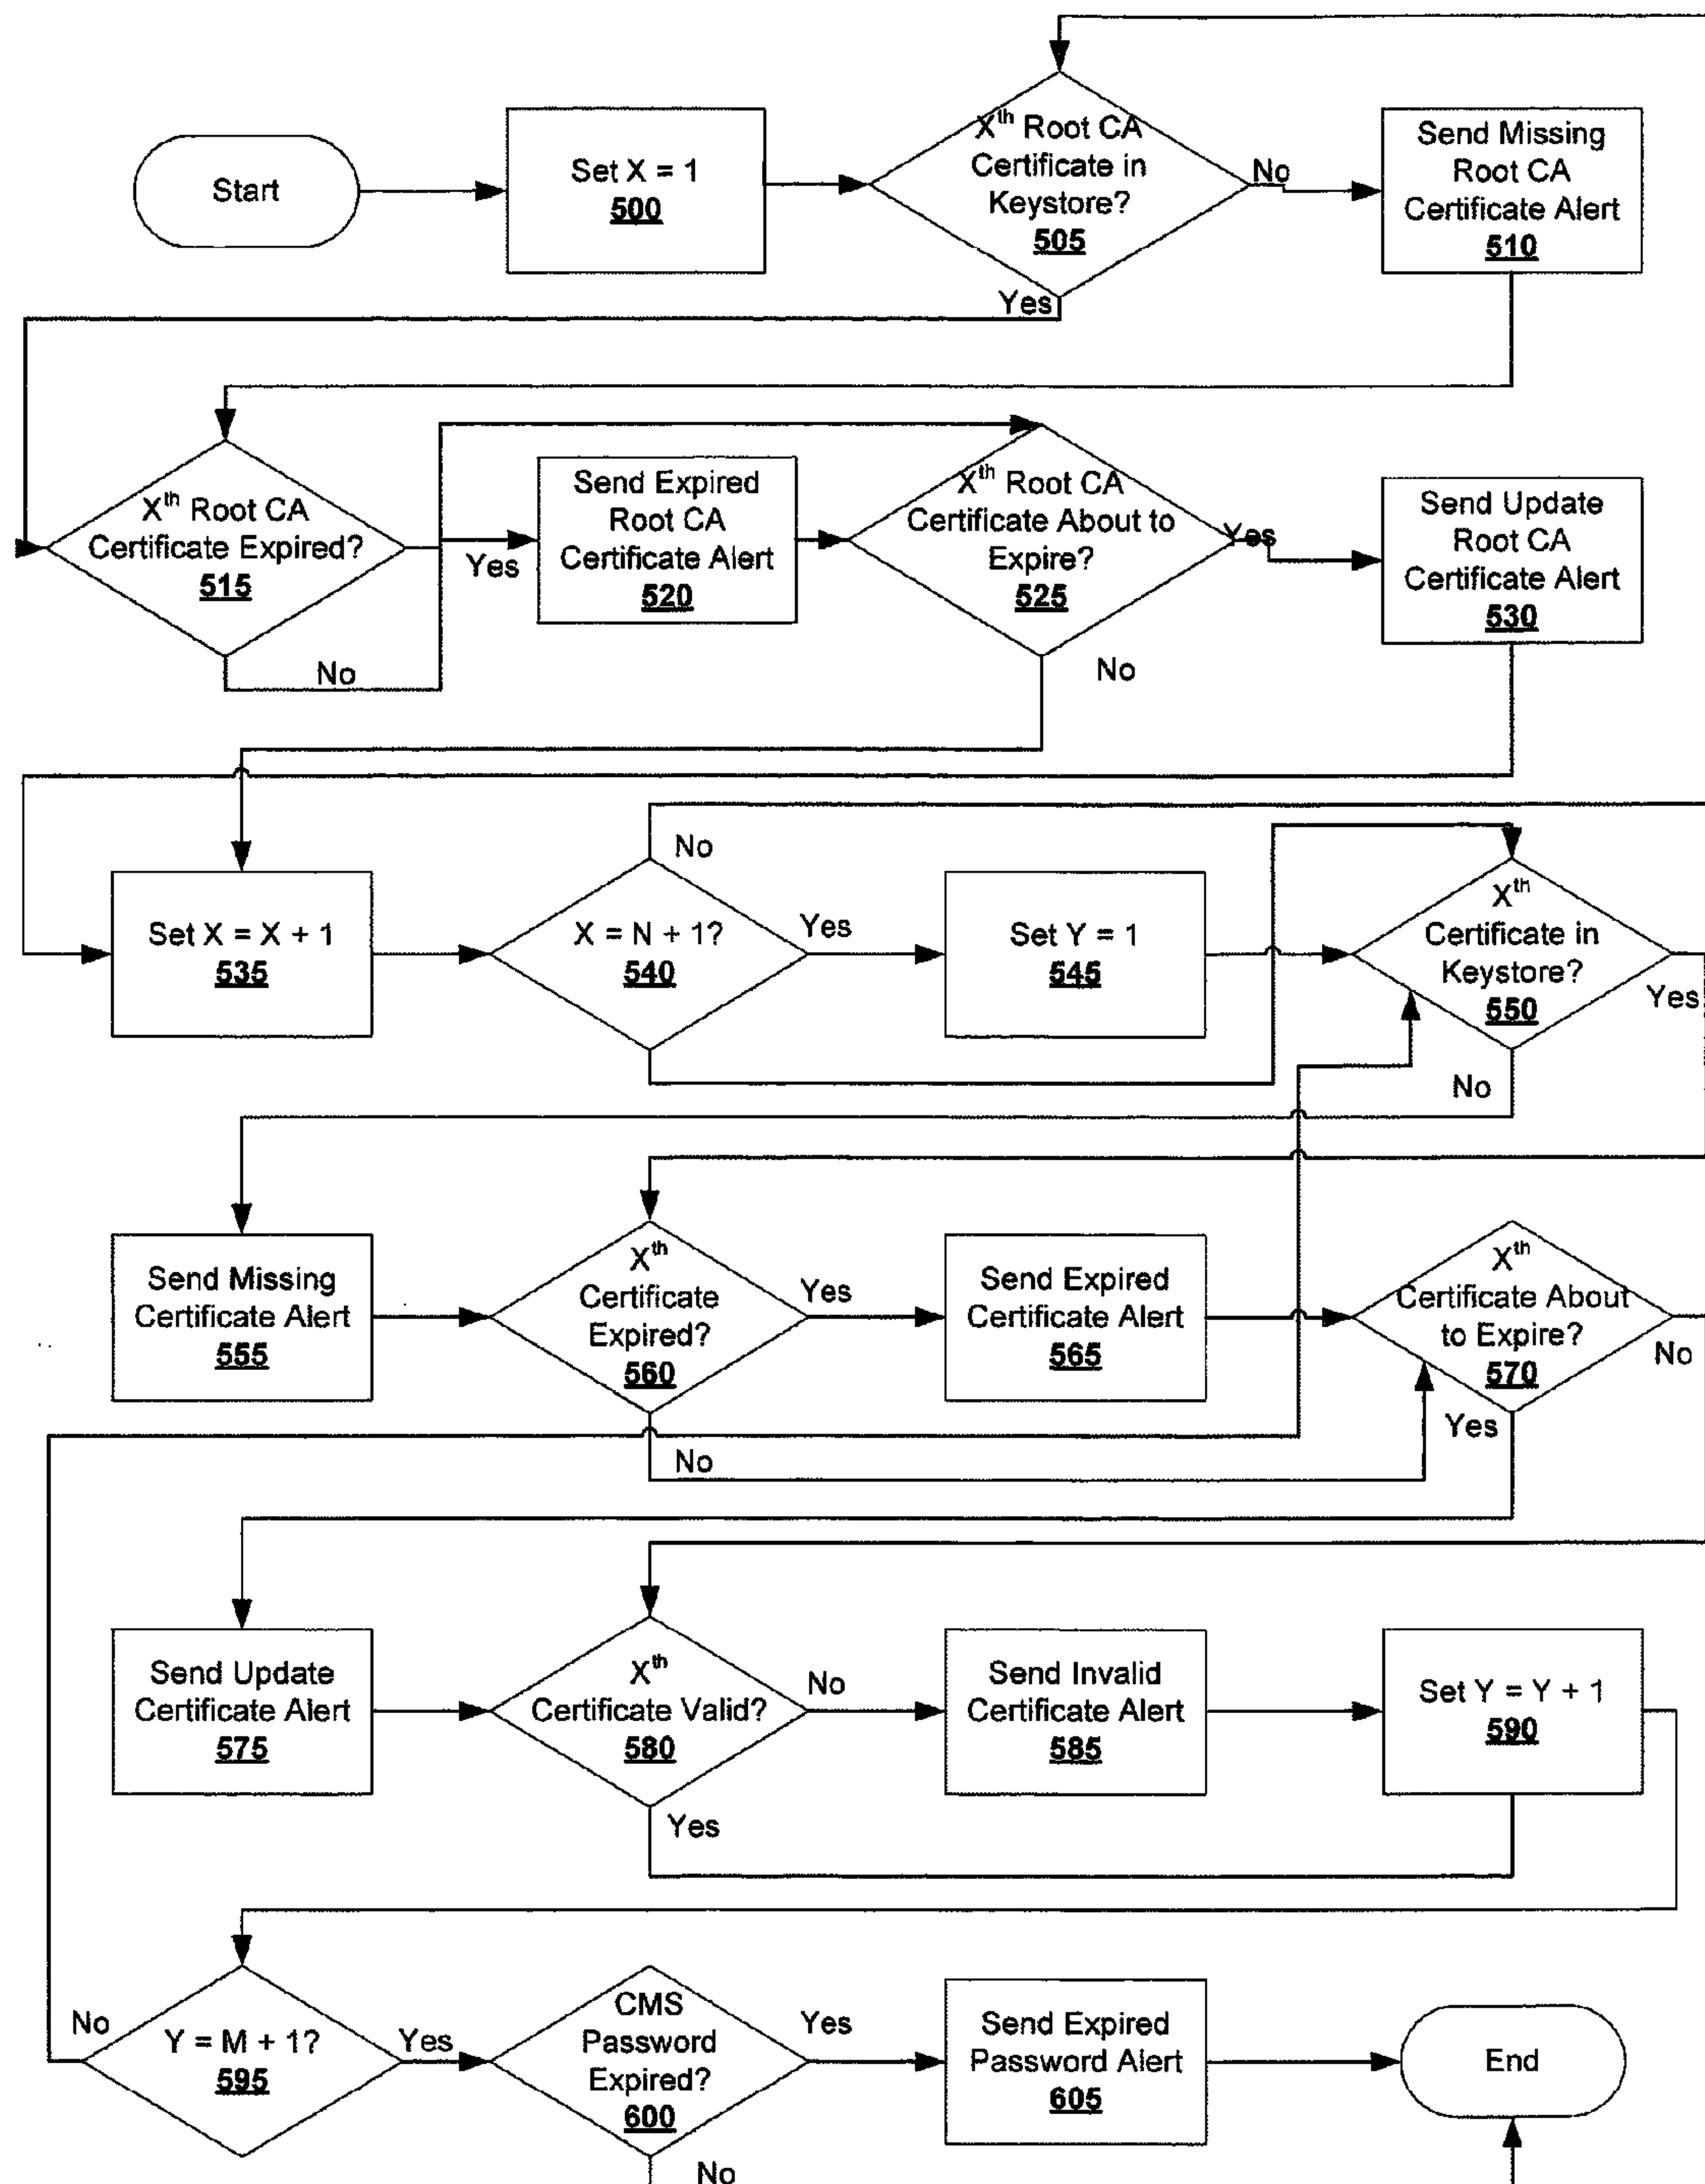 Start
Set X = 1
500
Xth Root CA
Certificate in
Keystore?
505
No
Send Missing
Root CA
Certificate Alert
510
Yes
Xth Root CA
Certificate Expired?
515
Yes
No
Send Expired
Root CA
Certificate Alert
520
Xth Root CA
Certificate About to
Expire?
525
Yes
No
Send Update
Root CA
Certificate Alert
530
Set X = X + 1
535
No
X = N + 1?
540
Yes
Set Y = 1
545
Xth
Certificate in
Keystore?
550
Yes
No
Send Missing
Certificate Alert
555
Xth
Certificate
Expired?
560
Yes
No
Send Expired
Certificate Alert
565
Xth
Certificate About
to Expire?
570
No
Yes
Send Update
Certificate Alert
575
Xth
Certificate Valid?
580
No
Yes
Send Invalid
Certificate Alert
585
Set Y = Y + 1
590
No
Y = M + 1?
595
Yes
CMS
Password
Expired?
600
Yes
No
Send Expired
Password Alert
605
End